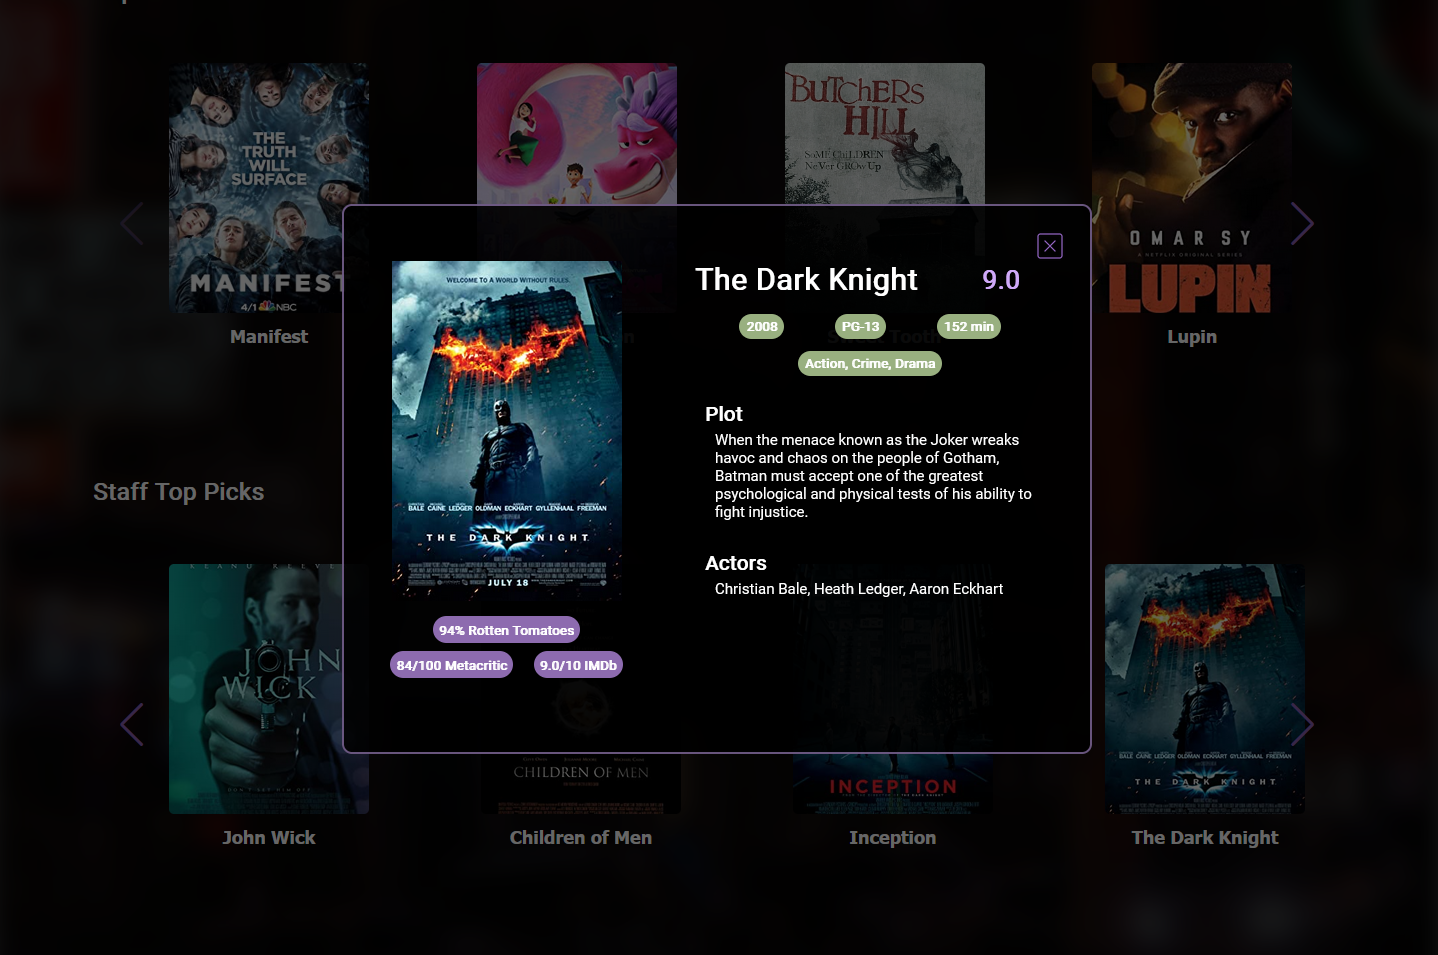 THE
TRUTH
WILL
SURFACE
MANIFEST
4/1 NBC
Manifest
BUTCHERS
HILL
SoME ChILDREN
NeVer GROw Up
OMAR SY
A NETFLIX ORIGINAL SERIES
LUPIN
Lupin
WELCOME TO A WORLD WITHOUT RULES.
BALE CAINE LEDGER OLDMAN ECKHART GYLLENHAAL FREEMAN
THE DARK KNIGHT
JULY 18
94% Rotten Tomatoes
84/100 Metacritic 9.0/10 IMDb
The Dark Knight 9.0
2008 PG-13 152 min
Action, Crime, Drama
Plot
When the menace known as the Joker wreaks
havoc and chaos on the people of Gotham,
Batman must accept one of the greatest
psychological and physical tests of his ability to
fight injustice.
Actors
Christian Bale, Heath Ledger, Aaron Eckhart
Staff Top Picks
KEANU REEVE
JOHN
WICK
DON'T SET HIM OFF
John Wick
CHILDREN OF MEN
Children of Men
INCEPTION
Inception
BALE CAINE LEDGER OLDMAN ECKHART GYLLENHAAL FREEMAN
THE DARK KNIGHT
The Dark Knight